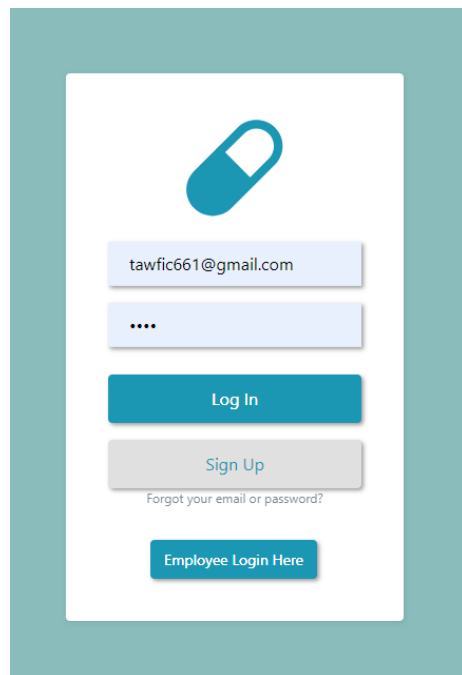 tawfic661@gmail.com
••••
Log In
Sign Up
Forgot your email or password?
Employee Login Here